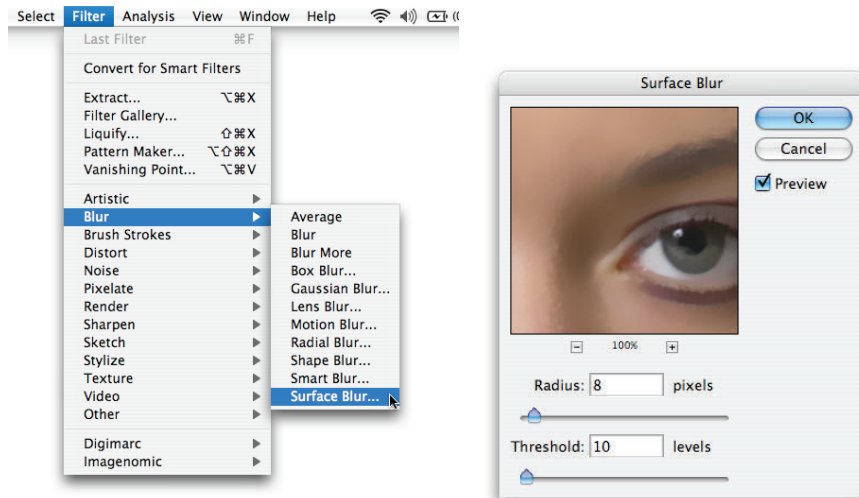 Select Filter Analysis View Window Help
Last Filter ⌘F
Convert for Smart Filters
Extract... ⌥⌘X
Filter Gallery...
Liquify... ⇧⌘X
Pattern Maker... ⌥⇧⌘X
Vanishing Point... ⌥⌘V
Artistic
Blur
Brush Strokes
Distort
Noise
Pixelate
Render
Sharpen
Sketch
Stylize
Texture
Video
Other
Digimarc
Imagenomic
Average
Blur
Blur More
Box Blur...
Gaussian Blur...
Lens Blur...
Motion Blur...
Radial Blur...
Shape Blur...
Smart Blur...
Surface Blur...
Surface Blur
OK
Cancel
Preview
100%
Radius: 8 pixels
Threshold: 10 levels